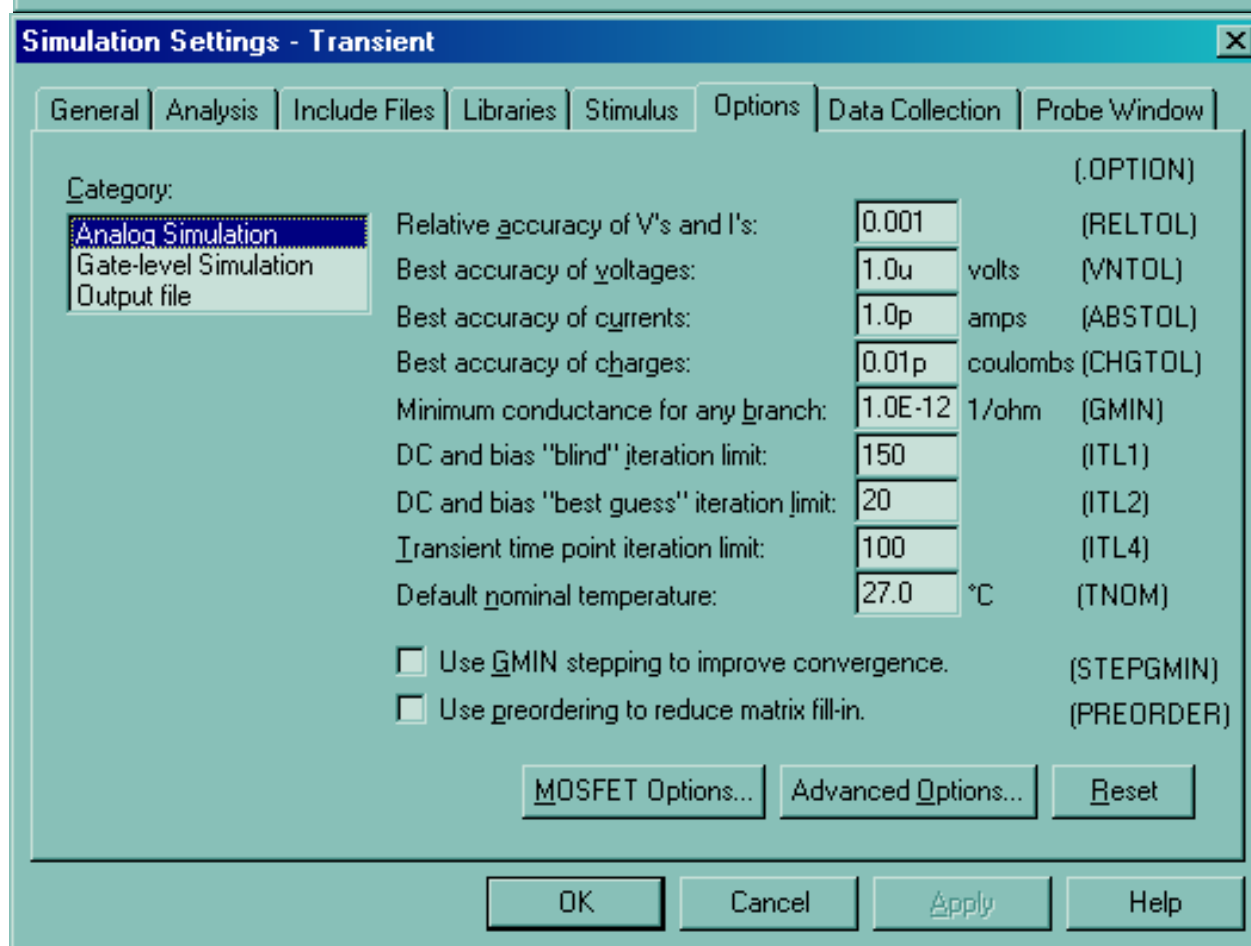 Simulation Settings - Transient
General Analysis Include Files Libraries Stimulus Options Data Collection Probe Window
(.OPTION)
Category:
Analog Simulation
Gate-level Simulation
Output file
Relative accuracy of V's and I's: 0.001 (RELTOL)
Best accuracy of voltages: 1.0u volts (VNTOL)
Best accuracy of currents: 1.0p amps (ABSTOL)
Best accuracy of charges: 0.01p coulombs (CHGTOL)
Minimum conductance for any branch: 1.0E-12 1/ohm (GMIN)
DC and bias "blind" iteration limit: 150 (ITL1)
DC and bias "best guess" iteration limit: 20 (ITL2)
Transient time point iteration limit: 100 (ITL4)
Default nominal temperature: 27.0 °C (TNOM)
Use GMIN stepping to improve convergence. (STEPGMIN)
Use preordering to reduce matrix fill-in. (PREORDER)
MOSFET Options... Advanced Options... Reset
OK Cancel Apply Help